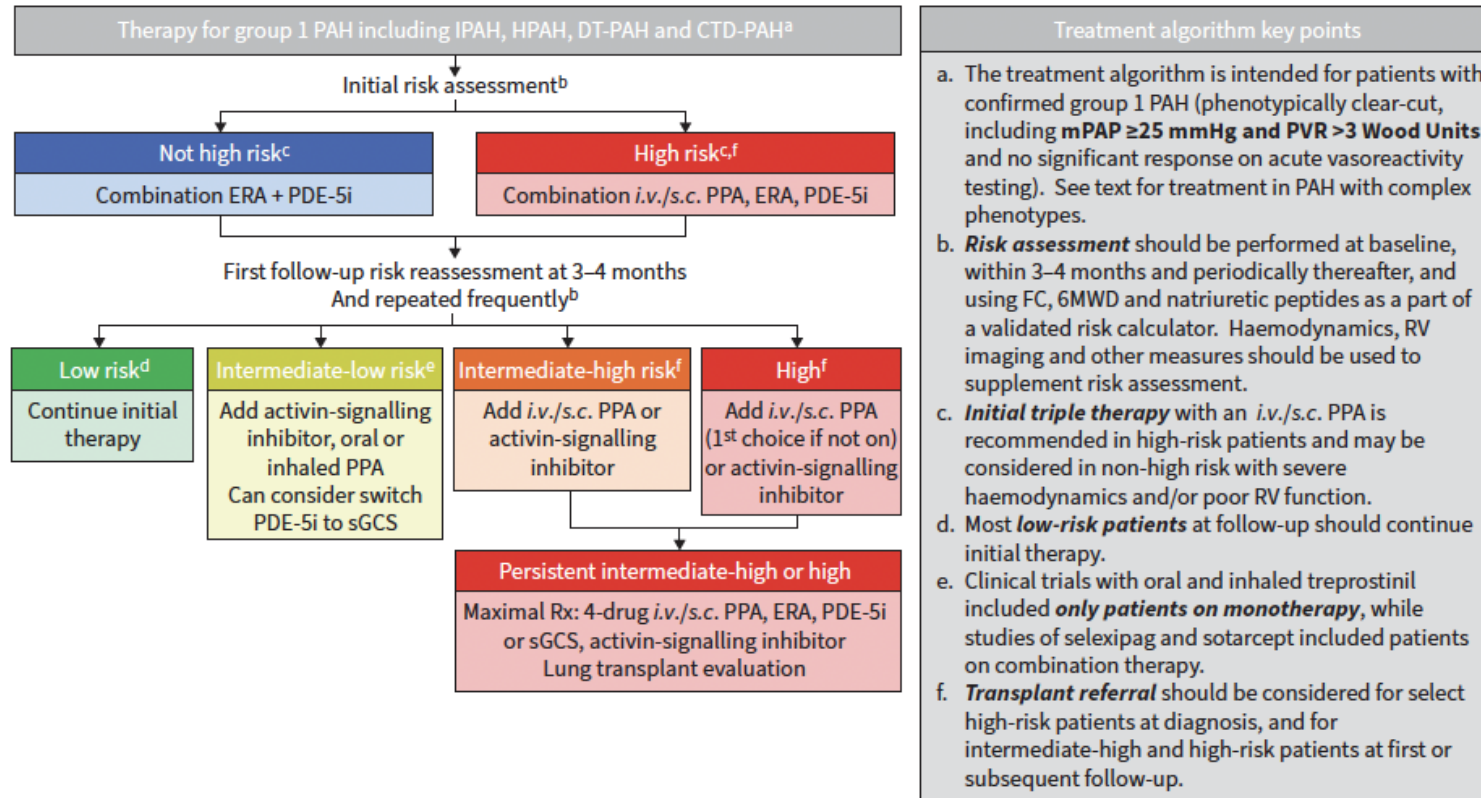 Therapy for group 1 PAH including IPAH, HPAH, DT-PAH and CTD-PAHᵃ
Initial risk assessmentᵇ
Not high riskᶜ
Combination ERA + PDE-5i
High riskᶜ,ᶠ
Combination i.v./s.c. PPA, ERA, PDE-5i
First follow-up risk reassessment at 3–4 months
And repeated frequentlyᵇ
Low riskᵈ
Continue initial
therapy
Intermediate-low riskᵉ
Add activin-signalling
inhibitor, oral or
inhaled PPA
Can consider switch
PDE-5i to sGCS
Intermediate-high riskᶠ
Add i.v./s.c. PPA or
activin-signalling
inhibitor
Highᶠ
Add i.v./s.c. PPA
(1ˢᵗ choice if not on)
or activin-signalling
inhibitor
Persistent intermediate-high or high
Maximal Rx: 4-drug i.v./s.c. PPA, ERA, PDE-5i
or sGCS, activin-signalling inhibitor
Lung transplant evaluation
Treatment algorithm key points
a. The treatment algorithm is intended for patients with
confirmed group 1 PAH (phenotypically clear-cut,
including mPAP ≥25 mmHg and PVR >3 Wood Units
and no significant response on acute vasoreactivity
testing). See text for treatment in PAH with complex
phenotypes.
b. Risk assessment should be performed at baseline,
within 3–4 months and periodically thereafter, and
using FC, 6MWD and natriuretic peptides as a part of
a validated risk calculator. Haemodynamics, RV
imaging and other measures should be used to
supplement risk assessment.
c. Initial triple therapy with an i.v./s.c. PPA is
recommended in high-risk patients and may be
considered in non-high risk with severe
haemodynamics and/or poor RV function.
d. Most low-risk patients at follow-up should continue
initial therapy.
e. Clinical trials with oral and inhaled treprostinil
included only patients on monotherapy, while
studies of selexipag and sotarcept included patients
on combination therapy.
f. Transplant referral should be considered for select
high-risk patients at diagnosis, and for
intermediate-high and high-risk patients at first or
subsequent follow-up.